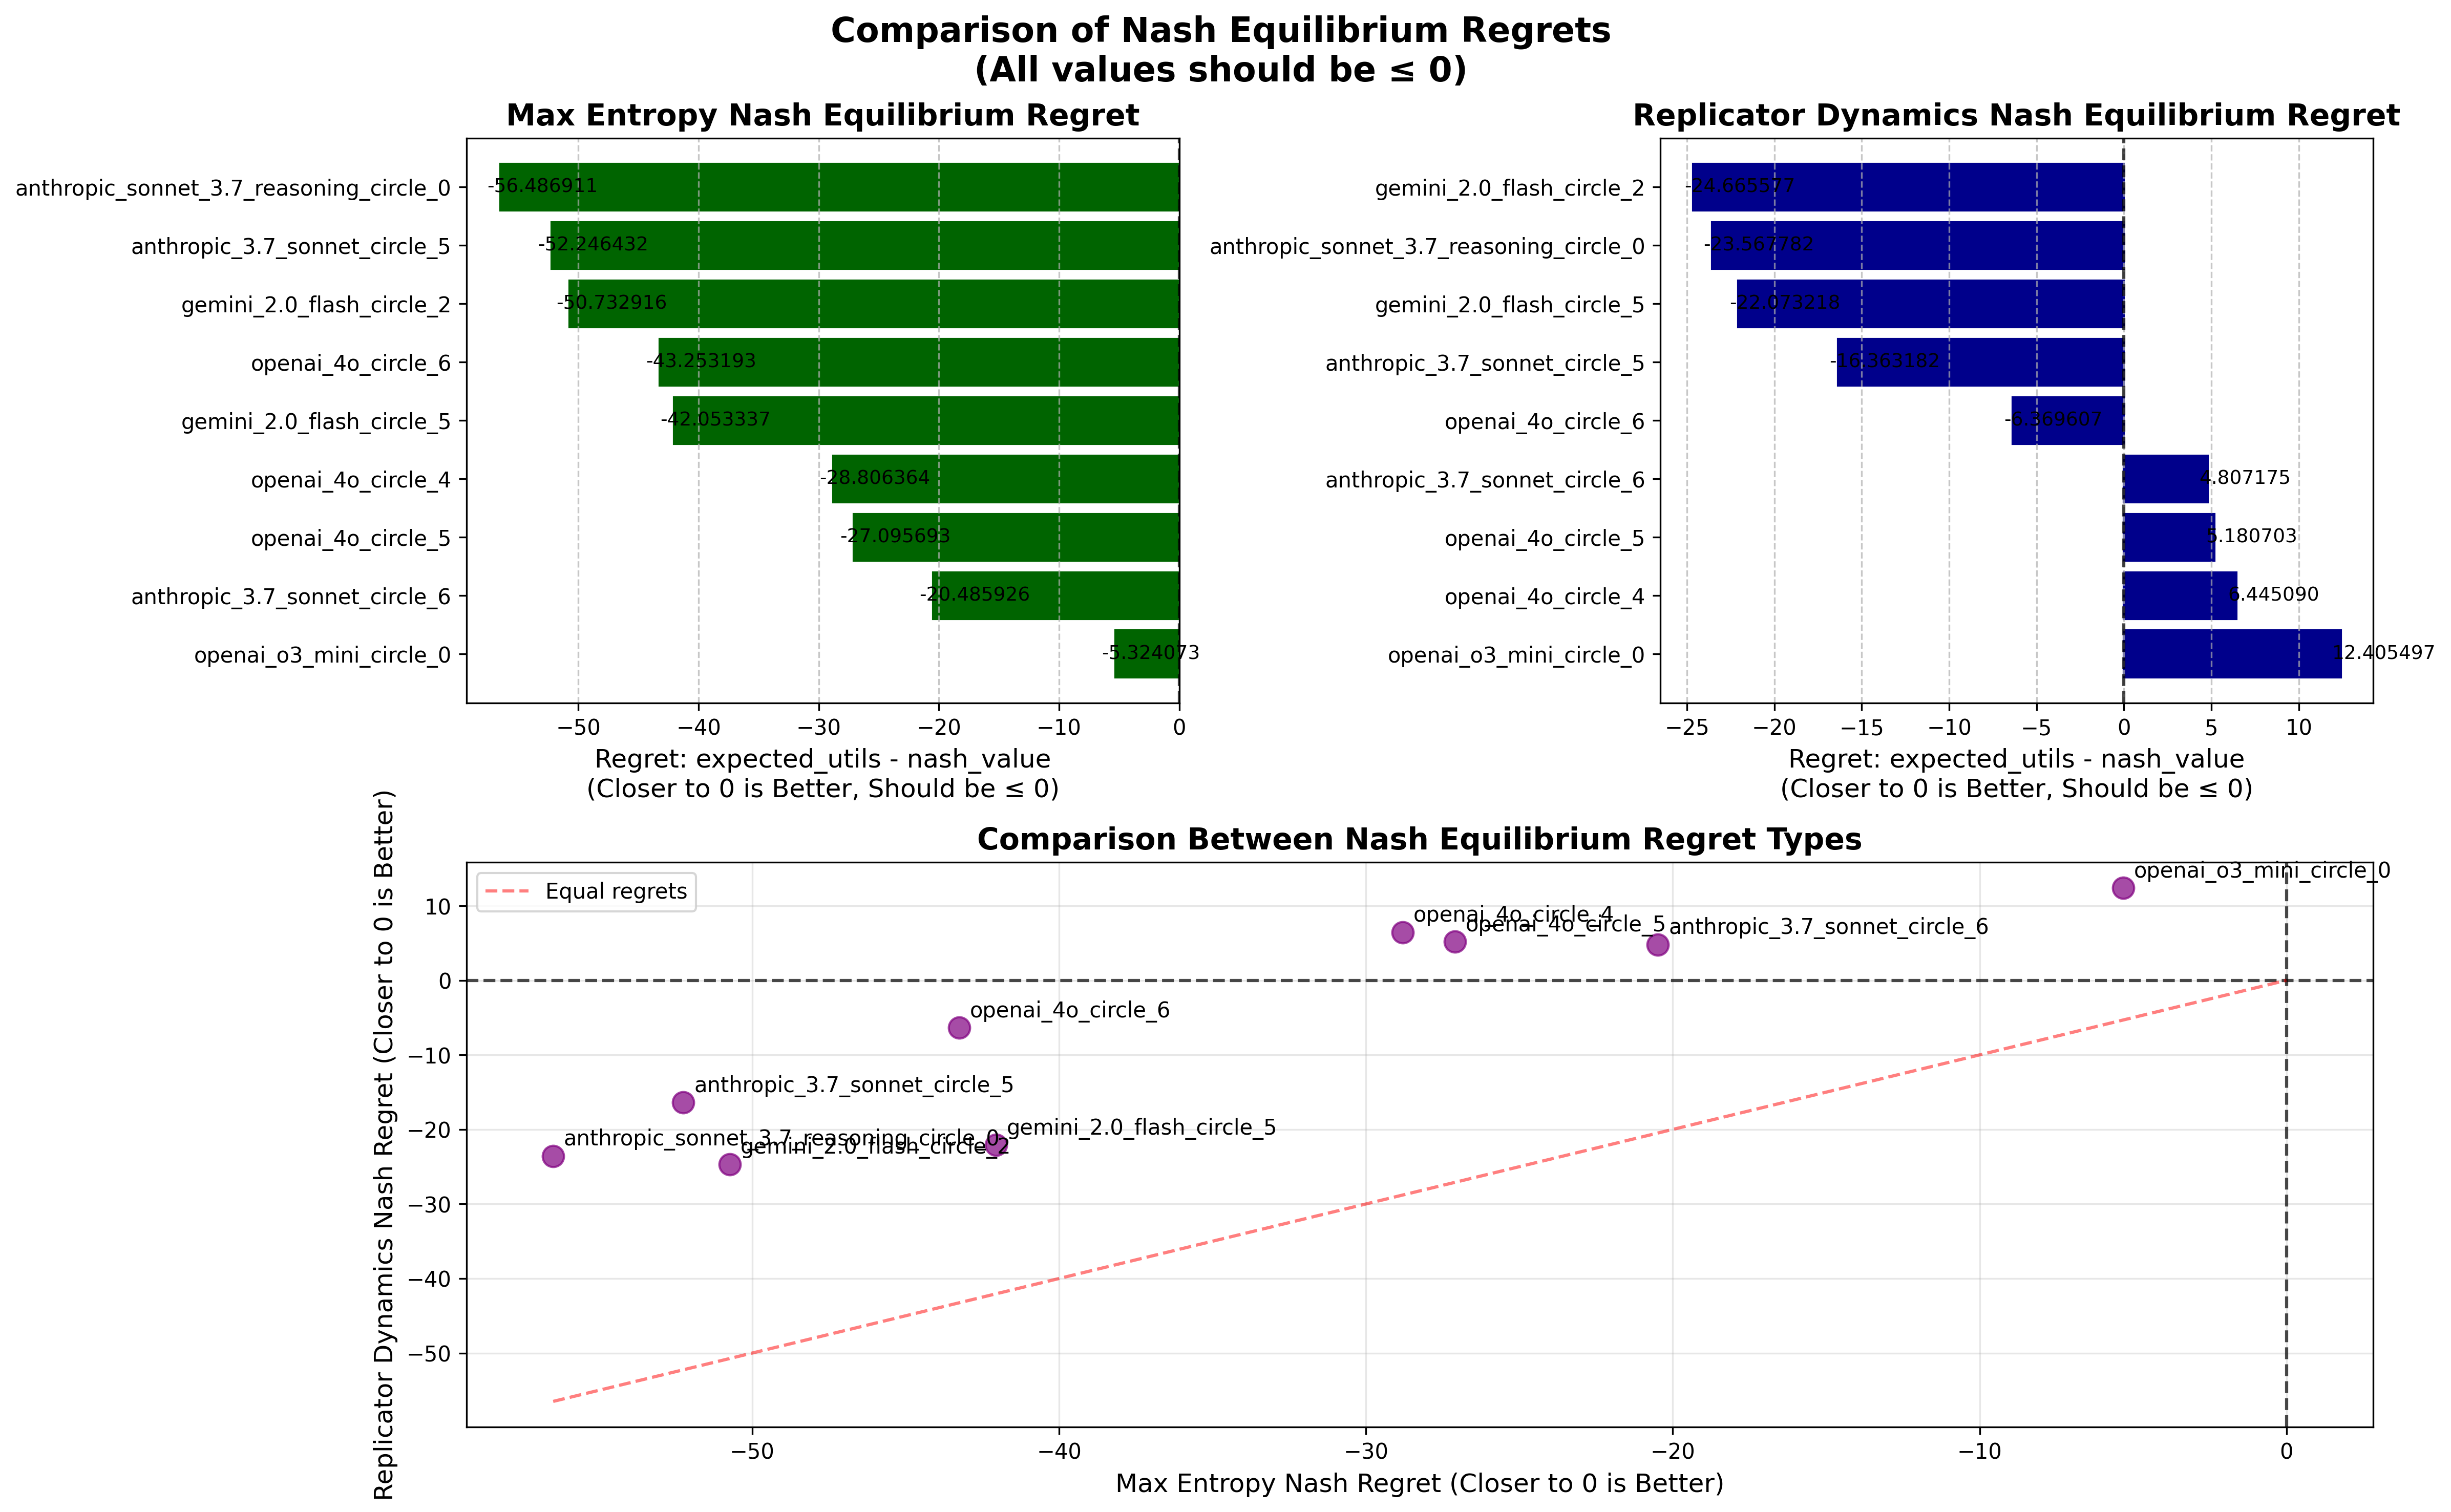 Comparison of Nash Equilibrium Regrets
(All values should be ≤ 0)
Max Entropy Nash Equilibrium Regret
anthropic_sonnet_3.7_reasoning_circle_0
-56.486911
anthropic_3.7_sonnet_circle_5
-52.246432
gemini_2.0_flash_circle_2
-50.732916
openai_4o_circle_6
-43.253193
gemini_2.0_flash_circle_5
-42.053337
openai_4o_circle_4
-28.806364
openai_4o_circle_5
-27.095693
anthropic_3.7_sonnet_circle_6
-20.485926
openai_o3_mini_circle_0
-5.324073
−50 −40 −30 −20 −10 0
Regret: expected_utils - nash_value
(Closer to 0 is Better, Should be ≤ 0)
Replicator Dynamics Nash Equilibrium Regret
gemini_2.0_flash_circle_2
-24.665577
anthropic_sonnet_3.7_reasoning_circle_0
-23.567782
gemini_2.0_flash_circle_5
-22.073218
anthropic_3.7_sonnet_circle_5
-16.363182
openai_4o_circle_6
-6.369607
anthropic_3.7_sonnet_circle_6
4.807175
openai_4o_circle_5
5.180703
openai_4o_circle_4
6.445090
openai_o3_mini_circle_0
12.405497
−25 −20 −15 −10 −5 0 5 10
Regret: expected_utils - nash_value
(Closer to 0 is Better, Should be ≤ 0)
Comparison Between Nash Equilibrium Regret Types
Replicator Dynamics Nash Regret (Closer to 0 is Better)
10
0
−10
−20
−30
−40
−50
Equal regrets
openai_o3_mini_circle_0
openai_4o_circle_4
openai_4o_circle_5
anthropic_3.7_sonnet_circle_6
openai_4o_circle_6
anthropic_3.7_sonnet_circle_5
gemini_2.0_flash_circle_5
anthropic_sonnet_3.7_reasoning_circle_0
gemini_2.0_flash_circle_2
−50 −40 −30 −20 −10 0
Max Entropy Nash Regret (Closer to 0 is Better)